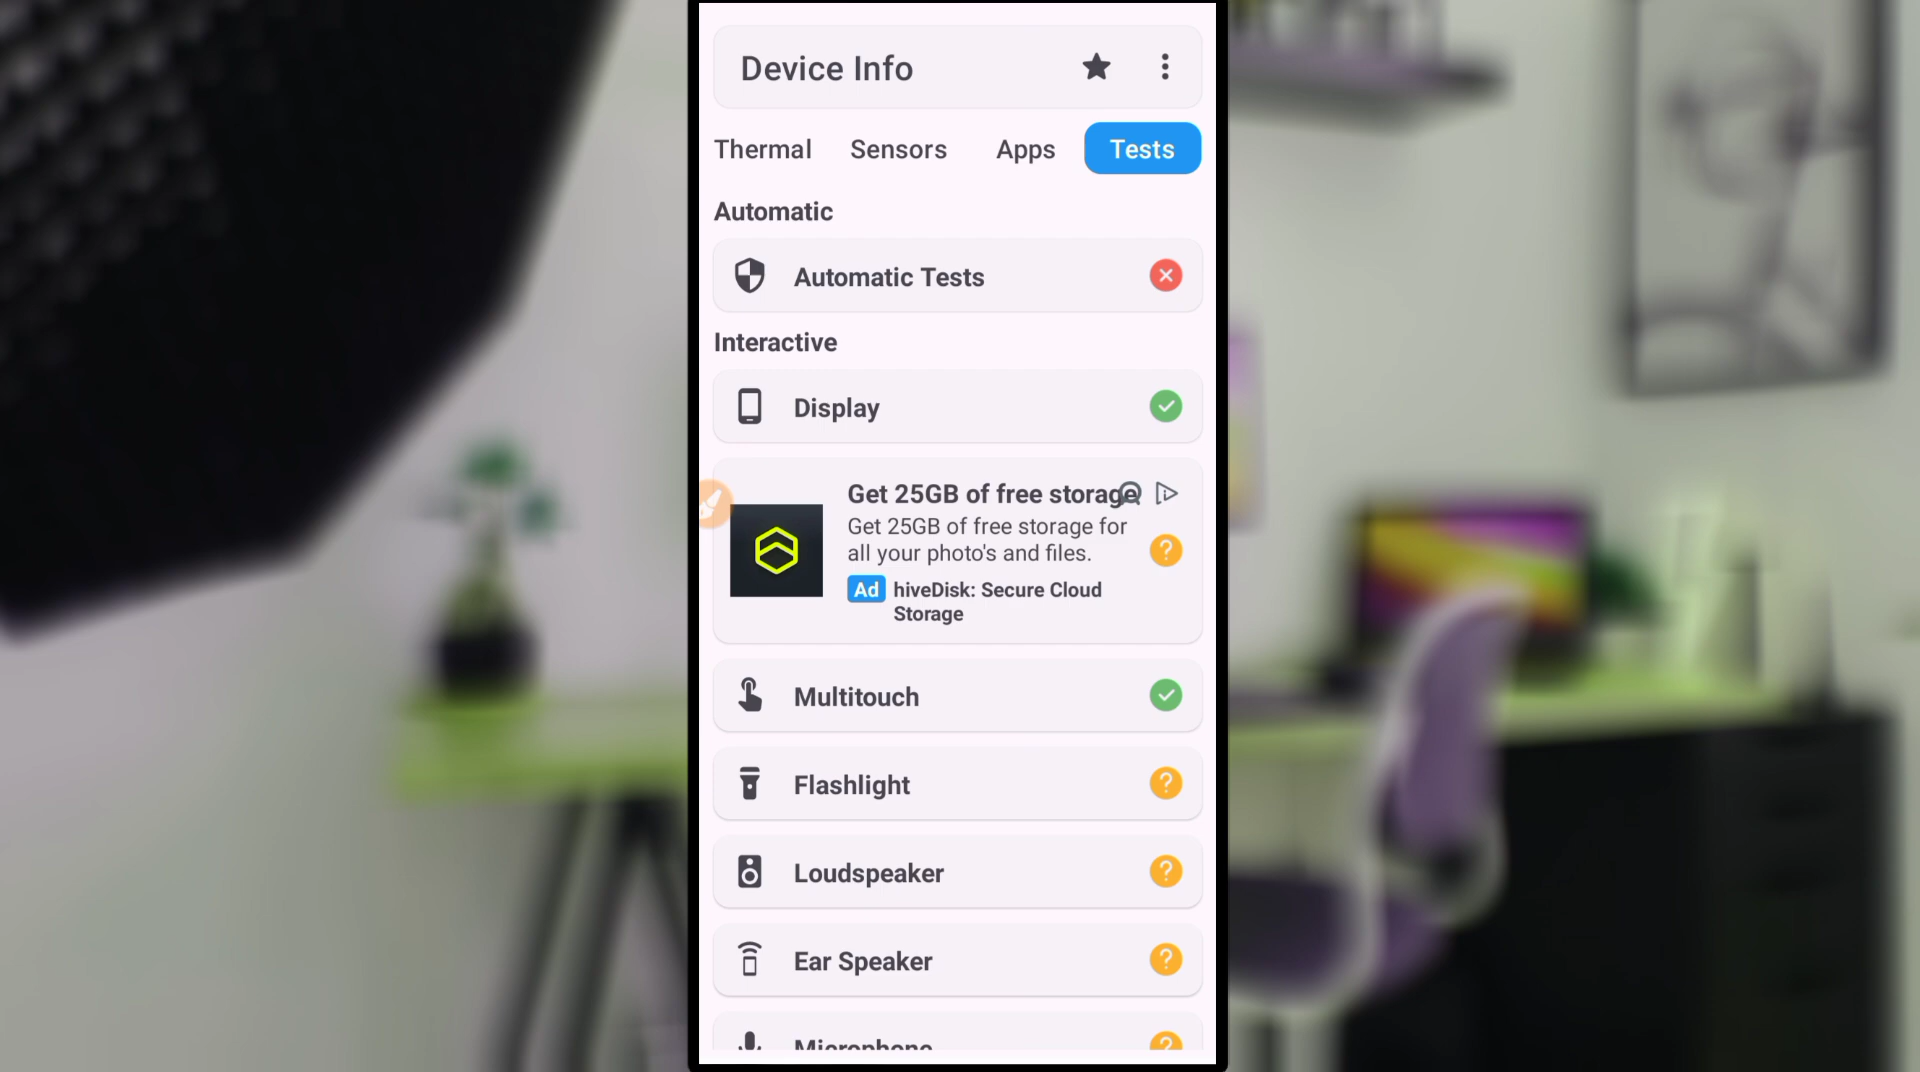 Device Info
Thermal Sensors Apps Tests
Automatic
Automatic Tests
Interactive
Display
Get 25GB of free storage
Get 25GB of free storage for
all your photo's and files.
Ad hiveDisk: Secure Cloud
Storage
Multitouch
Flashlight
Loudspeaker
Ear Speaker
Microphone